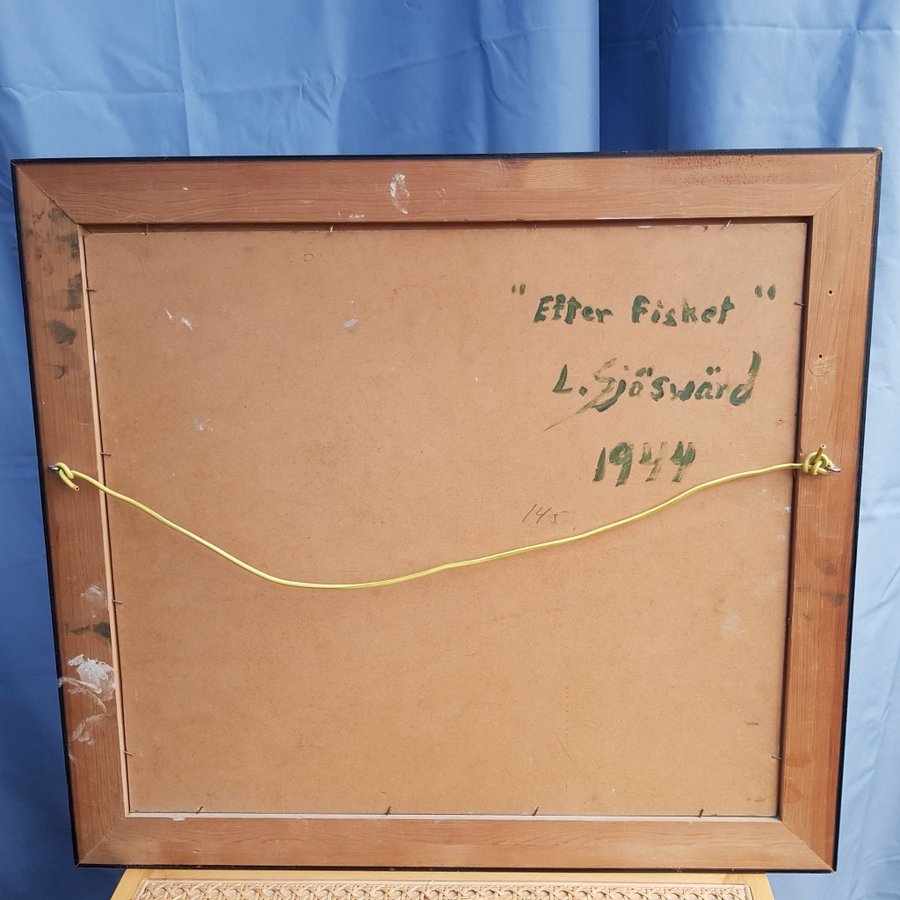 "Efter Fisket"
L. Sjöswärd
1944
145